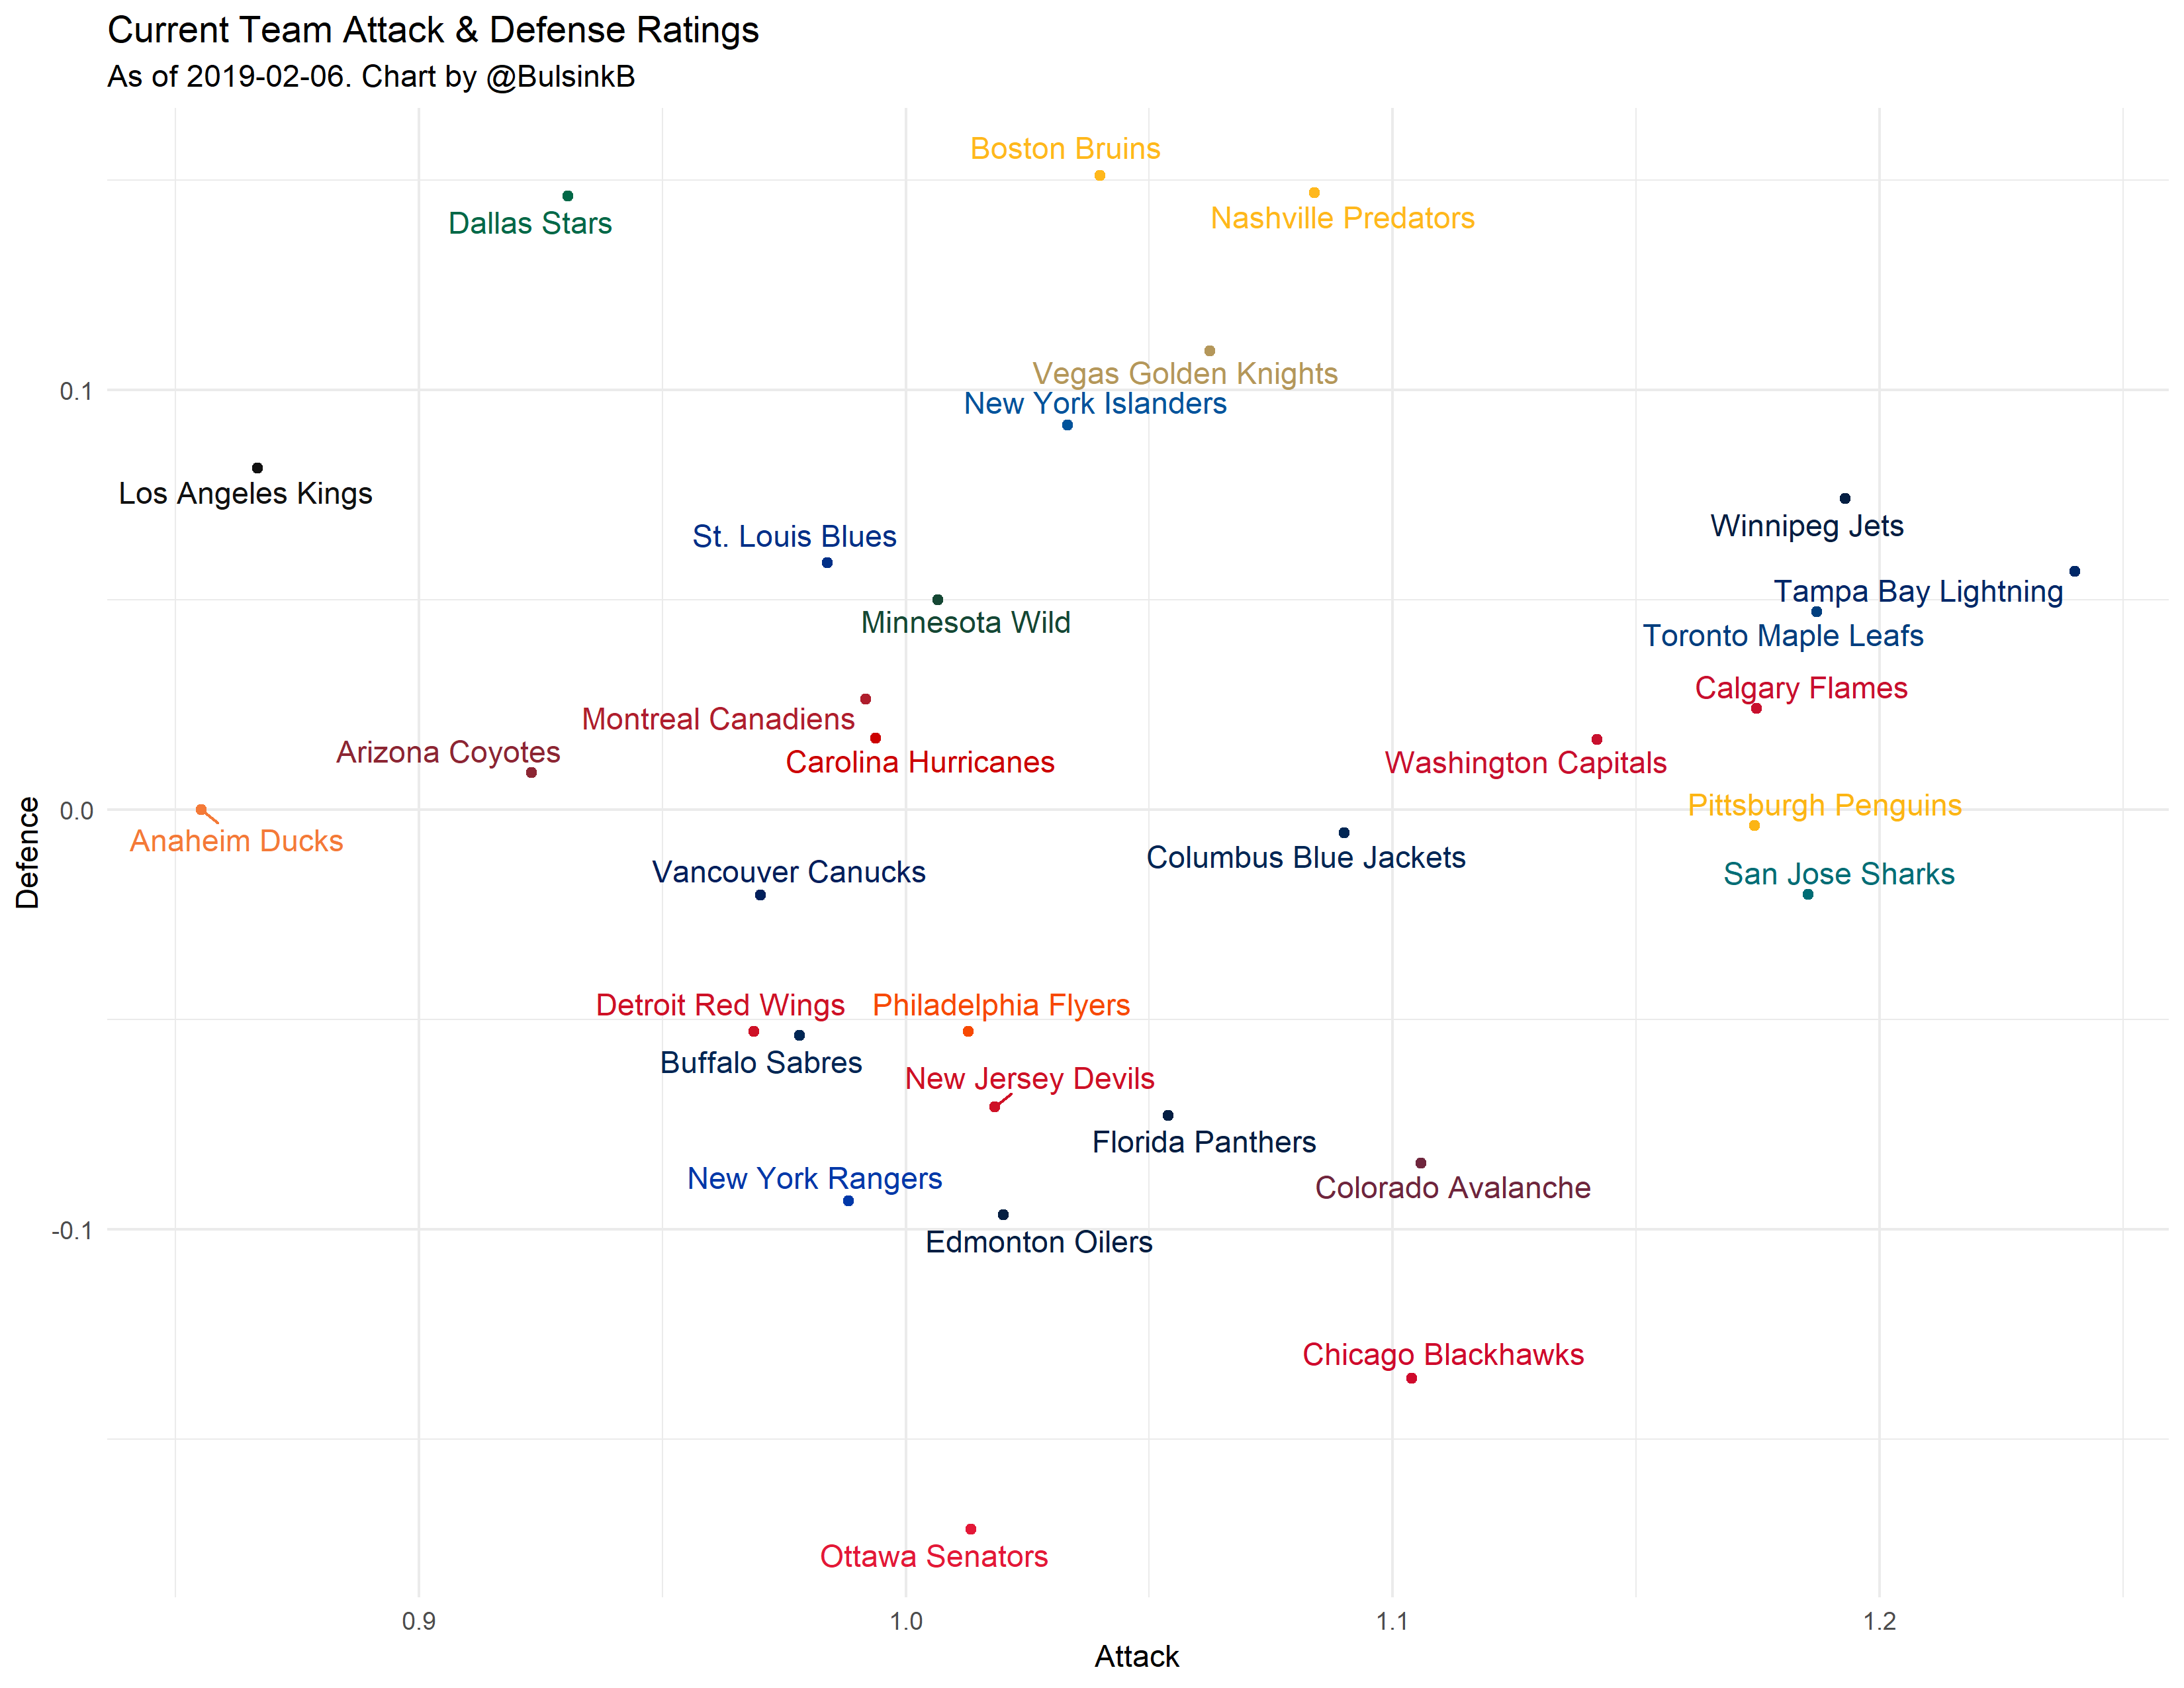 Current Team Attack & Defense Ratings
As of 2019-02-06. Chart by @BulsinkB
Boston Bruins
Dallas Stars
Nashville Predators
Vegas Golden Knights
0.1
New York Islanders
Los Angeles Kings
Winnipeg Jets
St. Louis Blues
Tampa Bay Lightning
Minnesota Wild
Toronto Maple Leafs
Calgary Flames
Montreal Canadiens
Arizona Coyotes
Carolina Hurricanes
Washington Capitals
0.0
Pittsburgh Penguins
Anaheim Ducks
Columbus Blue Jackets
Defence
Vancouver Canucks
San Jose Sharks
Detroit Red Wings
Philadelphia Flyers
Buffalo Sabres
New Jersey Devils
Florida Panthers
New York Rangers
Colorado Avalanche
-0.1
Edmonton Oilers
Chicago Blackhawks
Ottawa Senators
0.9
1.0
1.1
1.2
Attack